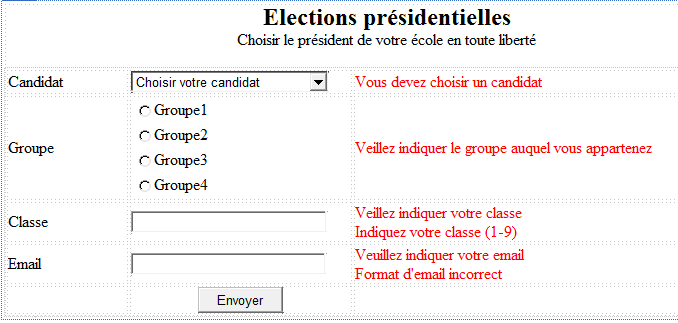 Elections présidentielles
Choisir le président de votre école en toute liberté
Candidat
Choisir votre candidat
Vous devez choisir un candidat
Groupe1
Groupe2
Groupe
Groupe3
Groupe4
Veillez indiquer le groupe auquel vous appartenez
Classe
Veillez indiquer votre classe
Indiquez votre classe (1-9)
Email
Veuillez indiquer votre email
Format d'email incorrect
Envoyer